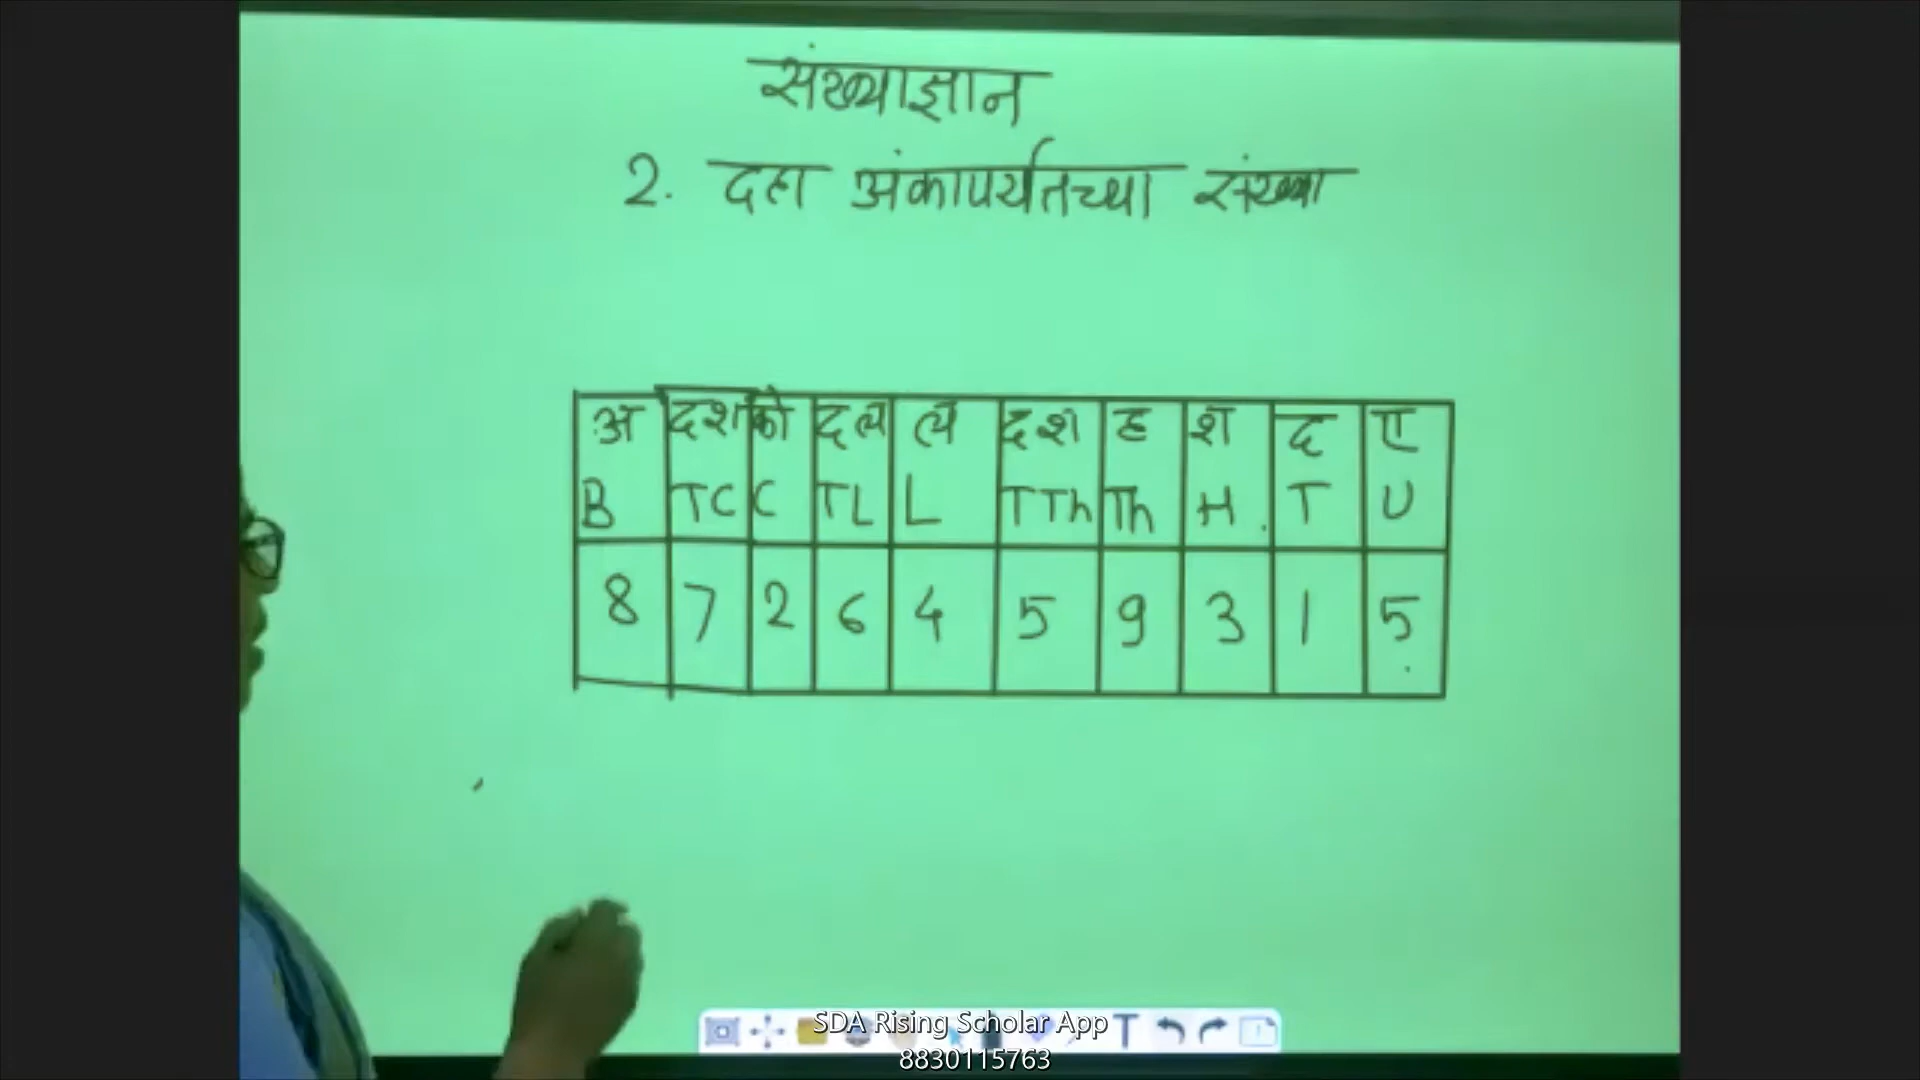 संख्याज्ञान
2. दहा अंकापर्यंतच्या संख्या
अ दश को दल ल दश ह श द ए
B TC C TL L TTh Th H T U
8 7 2 6 4 5 9 3 1 5
SDA Rising Scholar App
8830115763